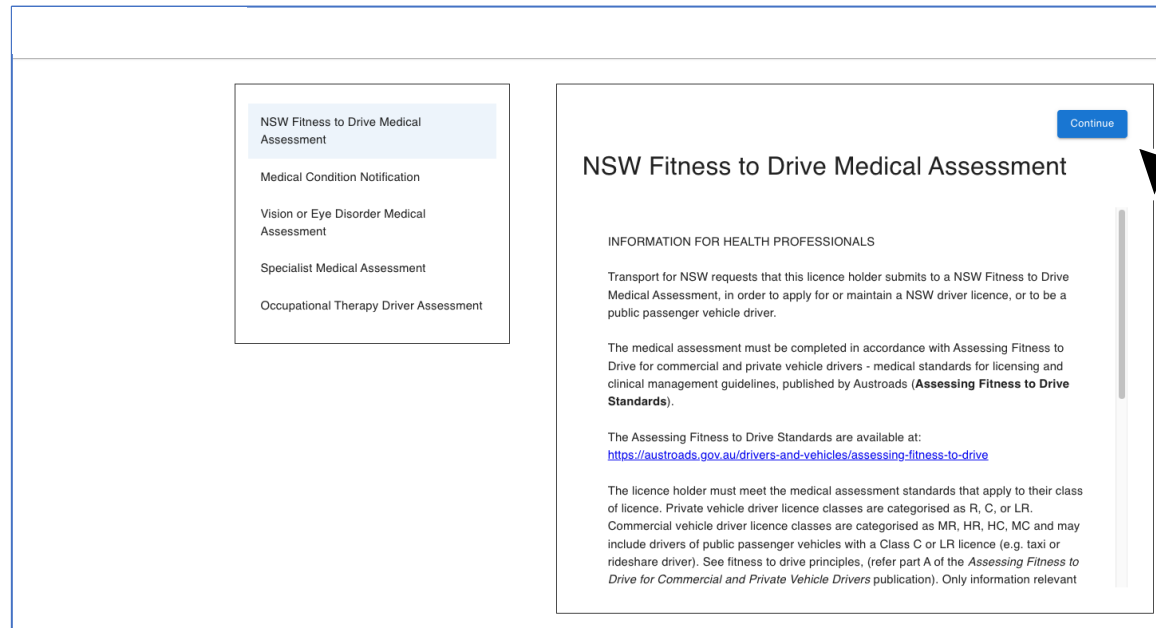 NSW Fitness to Drive Medical
Assessment
Medical Condition Notification
Vision or Eye Disorder Medical
Assessment
Specialist Medical Assessment
Occupational Therapy Driver Assessment
Continue
NSW Fitness to Drive Medical Assessment
INFORMATION FOR HEALTH PROFESSIONALS
Transport for NSW requests that this licence holder submits to a NSW Fitness to Drive
Medical Assessment, in order to apply for or maintain a NSW driver licence, or to be a
public passenger vehicle driver.
The medical assessment must be completed in accordance with Assessing Fitness to
Drive for commercial and private vehicle drivers - medical standards for licensing and
clinical management guidelines, published by Austroads (Assessing Fitness to Drive
Standards).
The Assessing Fitness to Drive Standards are available at:
https://austroads.gov.au/drivers-and-vehicles/assessing-fitness-to-drive
The licence holder must meet the medical assessment standards that apply to their class
of licence. Private vehicle driver licence classes are categorised as R, C, or LR.
Commercial vehicle driver licence classes are categorised as MR, HR, HC, MC and may
include drivers of public passenger vehicles with a Class C or LR licence (e.g. taxi or
rideshare driver). See fitness to drive principles, (refer part A of the Assessing Fitness to
Drive for Commercial and Private Vehicle Drivers publication). Only information relevant